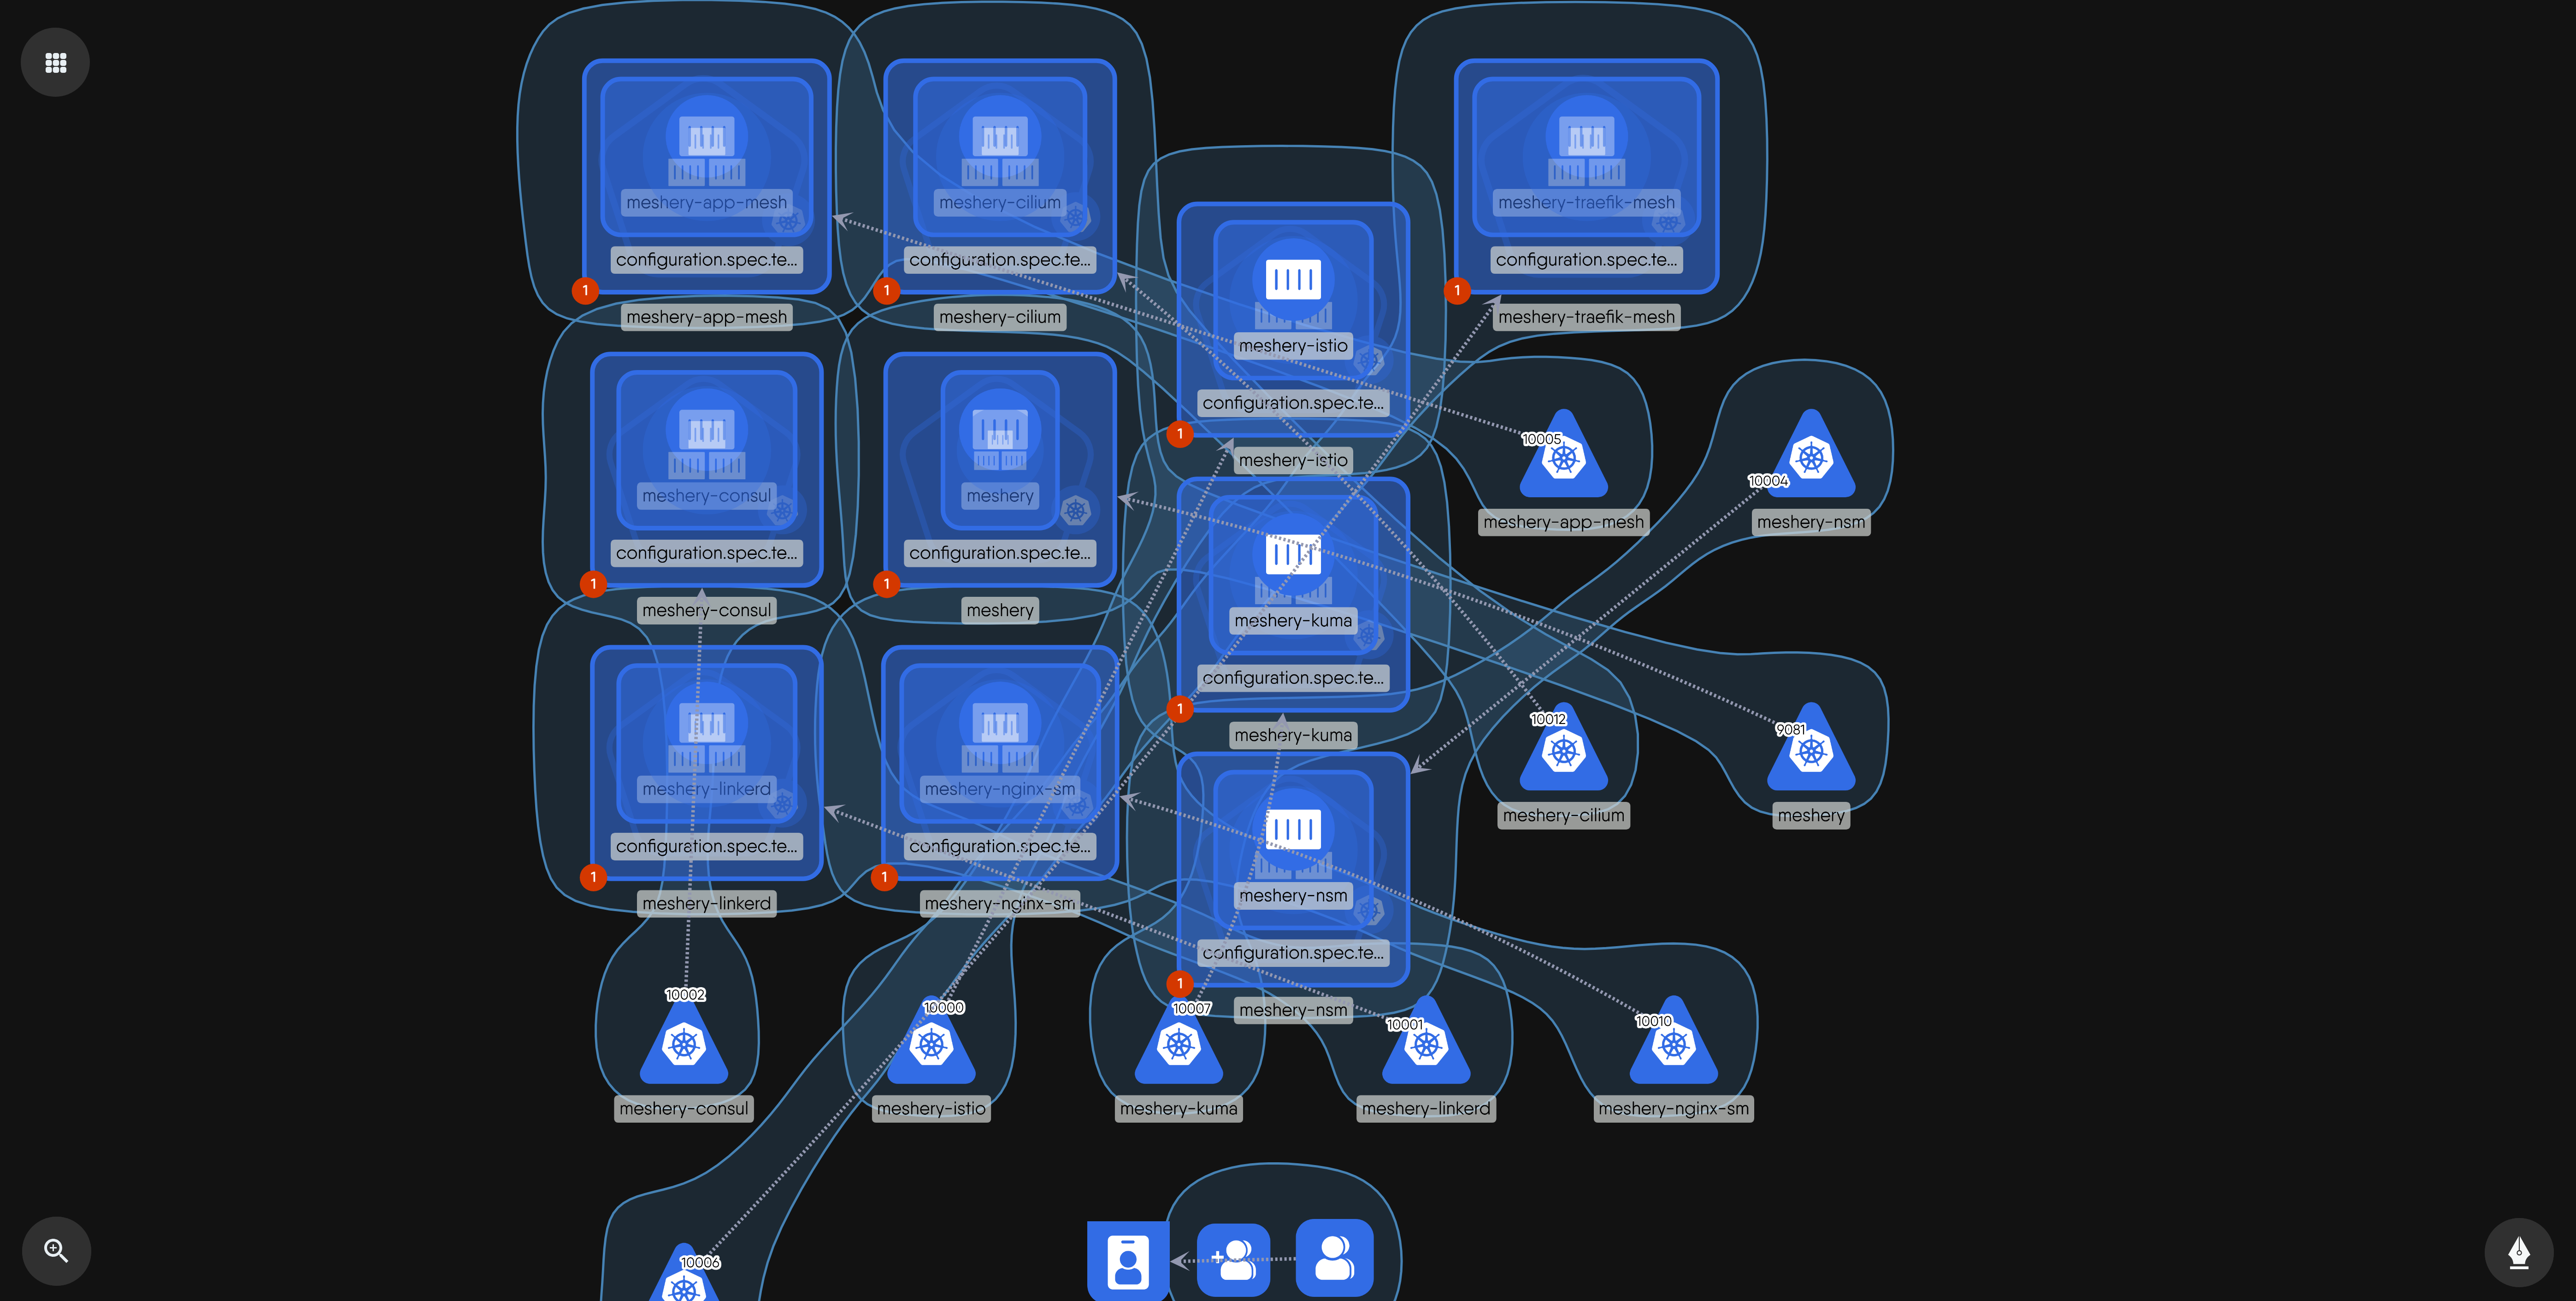 meshery-app-mesh
configuration.spec.te...
1
meshery-app-mesh
meshery-cilium
configuration.spec.te...
1
meshery-cilium
meshery-istio
configuration.spec.te...
1
meshery-istio
meshery-traefik-mesh
configuration.spec.te...
1
meshery-traefik-mesh
meshery-consul
configuration.spec.te...
1
meshery-consul
meshery
configuration.spec.te...
1
meshery
meshery-kuma
configuration.spec.te...
1
meshery-kuma
10005
meshery-app-mesh
10004
meshery-nsm
meshery-linkerd
configuration.spec.te...
1
meshery-linkerd
meshery-nginx-sm
configuration.spec.te...
1
meshery-nginx-sm
meshery-nsm
configuration.spec.te...
1
meshery-nsm
10012
meshery-cilium
9081
meshery
10002
meshery-consul
10000
meshery-istio
10007
meshery-kuma
10001
meshery-linkerd
10010
meshery-nginx-sm
10006